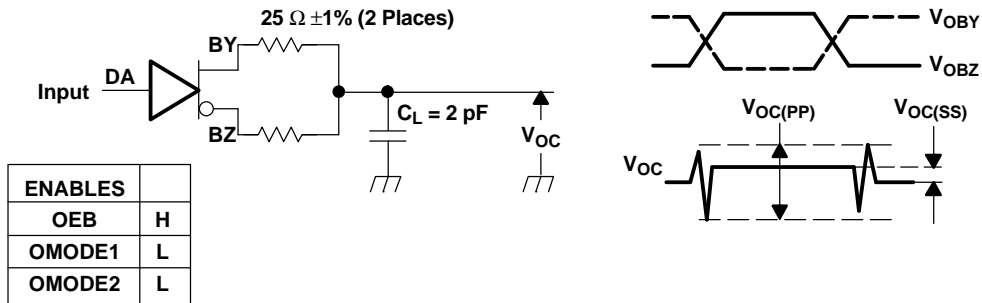 25 Ω ±1% (2 Places)
BY
DA
Input
BZ
C_L = 2 pF
V_OC
V_OBY
V_OBZ
V_OC(PP)
V_OC(SS)
V_OC
ENABLES
OEB H
OMODE1 L
OMODE2 L